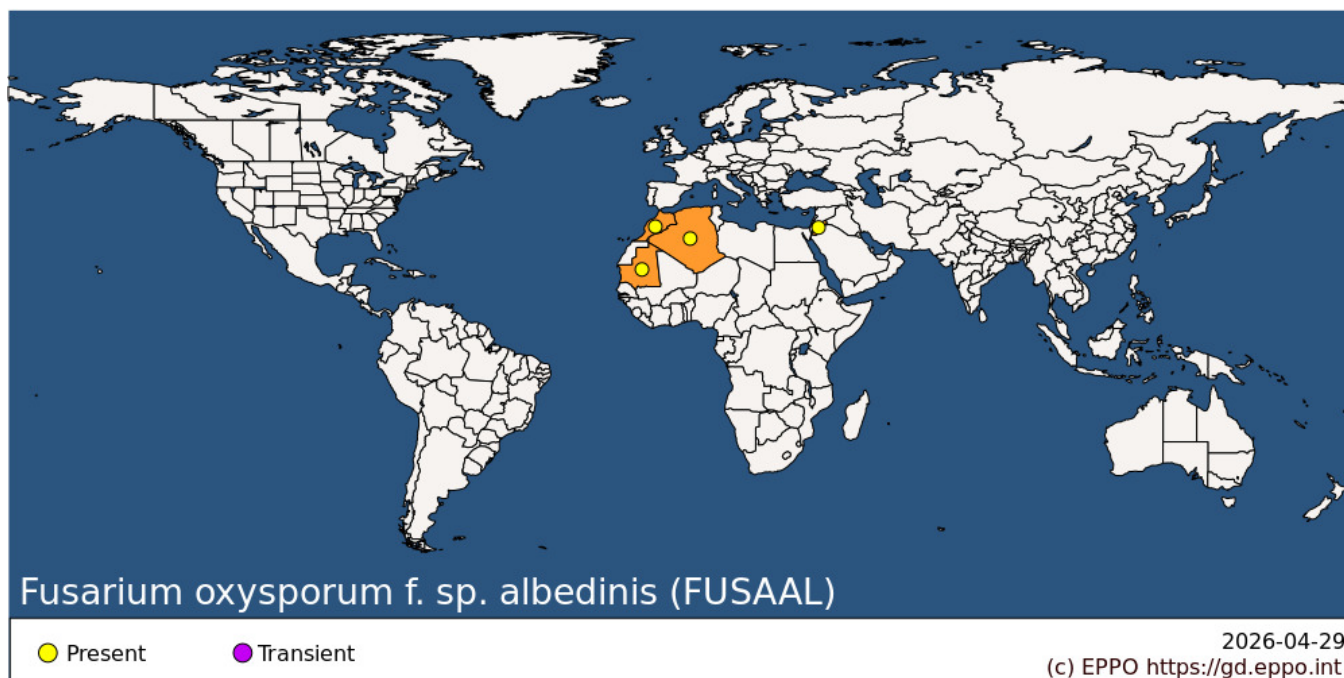 Fusarium oxysporum f. sp. albedinis (FUSAAL)
Present
Transient
2026-04-29
(c) EPPO https://gd.eppo.int